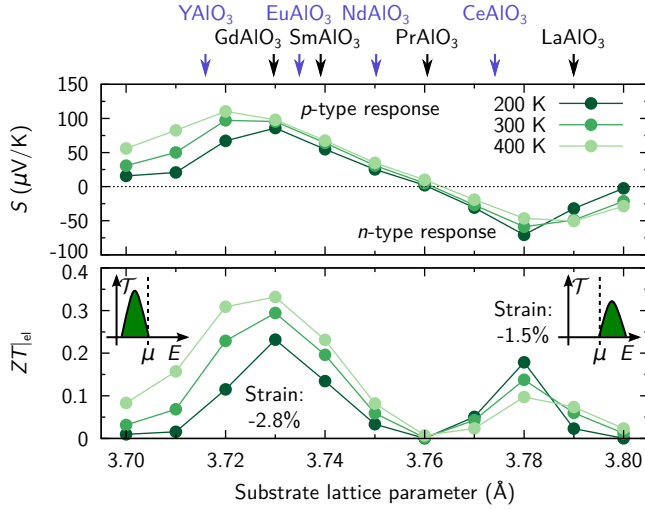 YAlO3 EuAlO3 NdAlO3 CeAlO3
GdAlO3 SmAlO3 PrAlO3 LaAlO3
150
100
50
0
-50
-100
S (μV/K)
p-type response
n-type response
200 K
300 K
400 K
0.4
0.3
0.2
0.1
0
ZT|el
𝒯
μ E
Strain:
-2.8%
Strain:
-1.5%
𝒯
μ E
3.70 3.72 3.74 3.76 3.78 3.80
Substrate lattice parameter (Å)